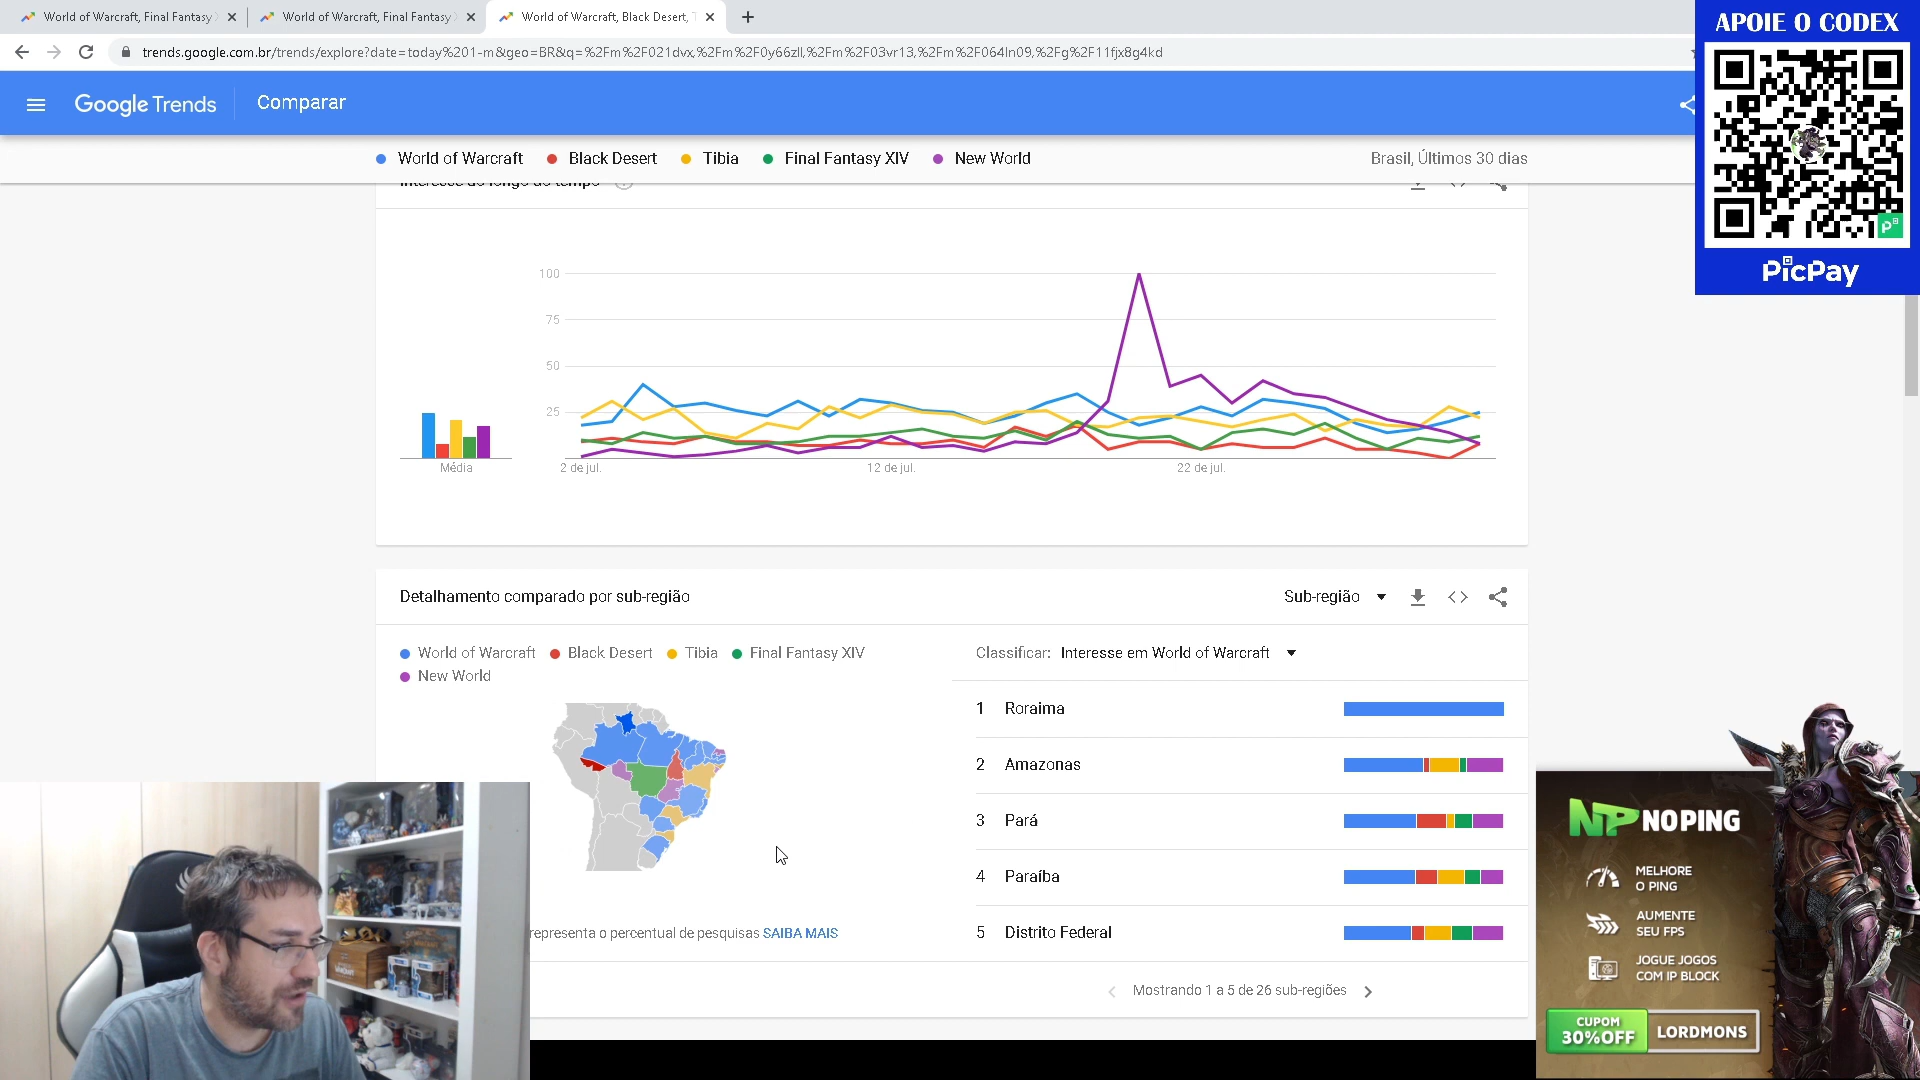 World of Warcraft, Final Fantasy
World of Warcraft, Final Fantasy
World of Warcraft, Black Desert, T
trends.google.com.br/trends/explore?date=today%201-m&geo=BR&q=%2Fm%2F021dvx,%2Fm%2F0y66zll,%2Fm%2F03vr13,%2Fm%2F064ln09,%2Fg%2F11fjx8g4kd
Google Trends
Comparar
World of Warcraft
Black Desert
Tibia
Final Fantasy XIV
New World
Brasil, Últimos 30 dias
Interesse ao longo do tempo
100
75
50
25
Média
2 de jul.
12 de jul.
22 de jul.
Detalhamento comparado por sub-região
Sub-região
World of Warcraft
Black Desert
Tibia
Final Fantasy XIV
New World
Classificar: Interesse em World of Warcraft
1 Roraima
2 Amazonas
3 Pará
4 Paraíba
5 Distrito Federal
representa o percentual de pesquisas SAIBA MAIS
Mostrando 1 a 5 de 26 sub-regiões
APOIE O CODEX
PicPay
NP NOPING
MELHORE
O PING
AUMENTE
SEU FPS
JOGUE JOGOS
COM IP BLOCK
CUPOM
30%OFF
LORDMONS